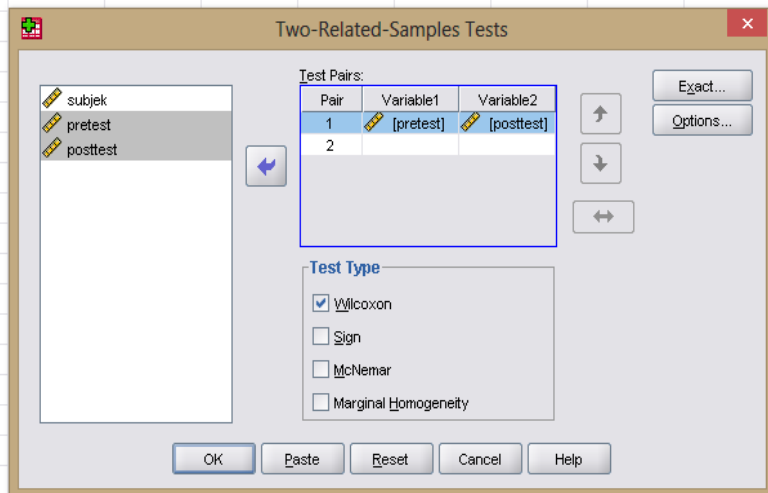 Two-Related-Samples Tests
subjek
pretest
posttest
Test Pairs:
Pair Variable1 Variable2
1 [pretest] [posttest]
2
Exact...
Options...
Test Type
Wilcoxon
Sign
McNemar
Marginal Homogeneity
OK Paste Reset Cancel Help